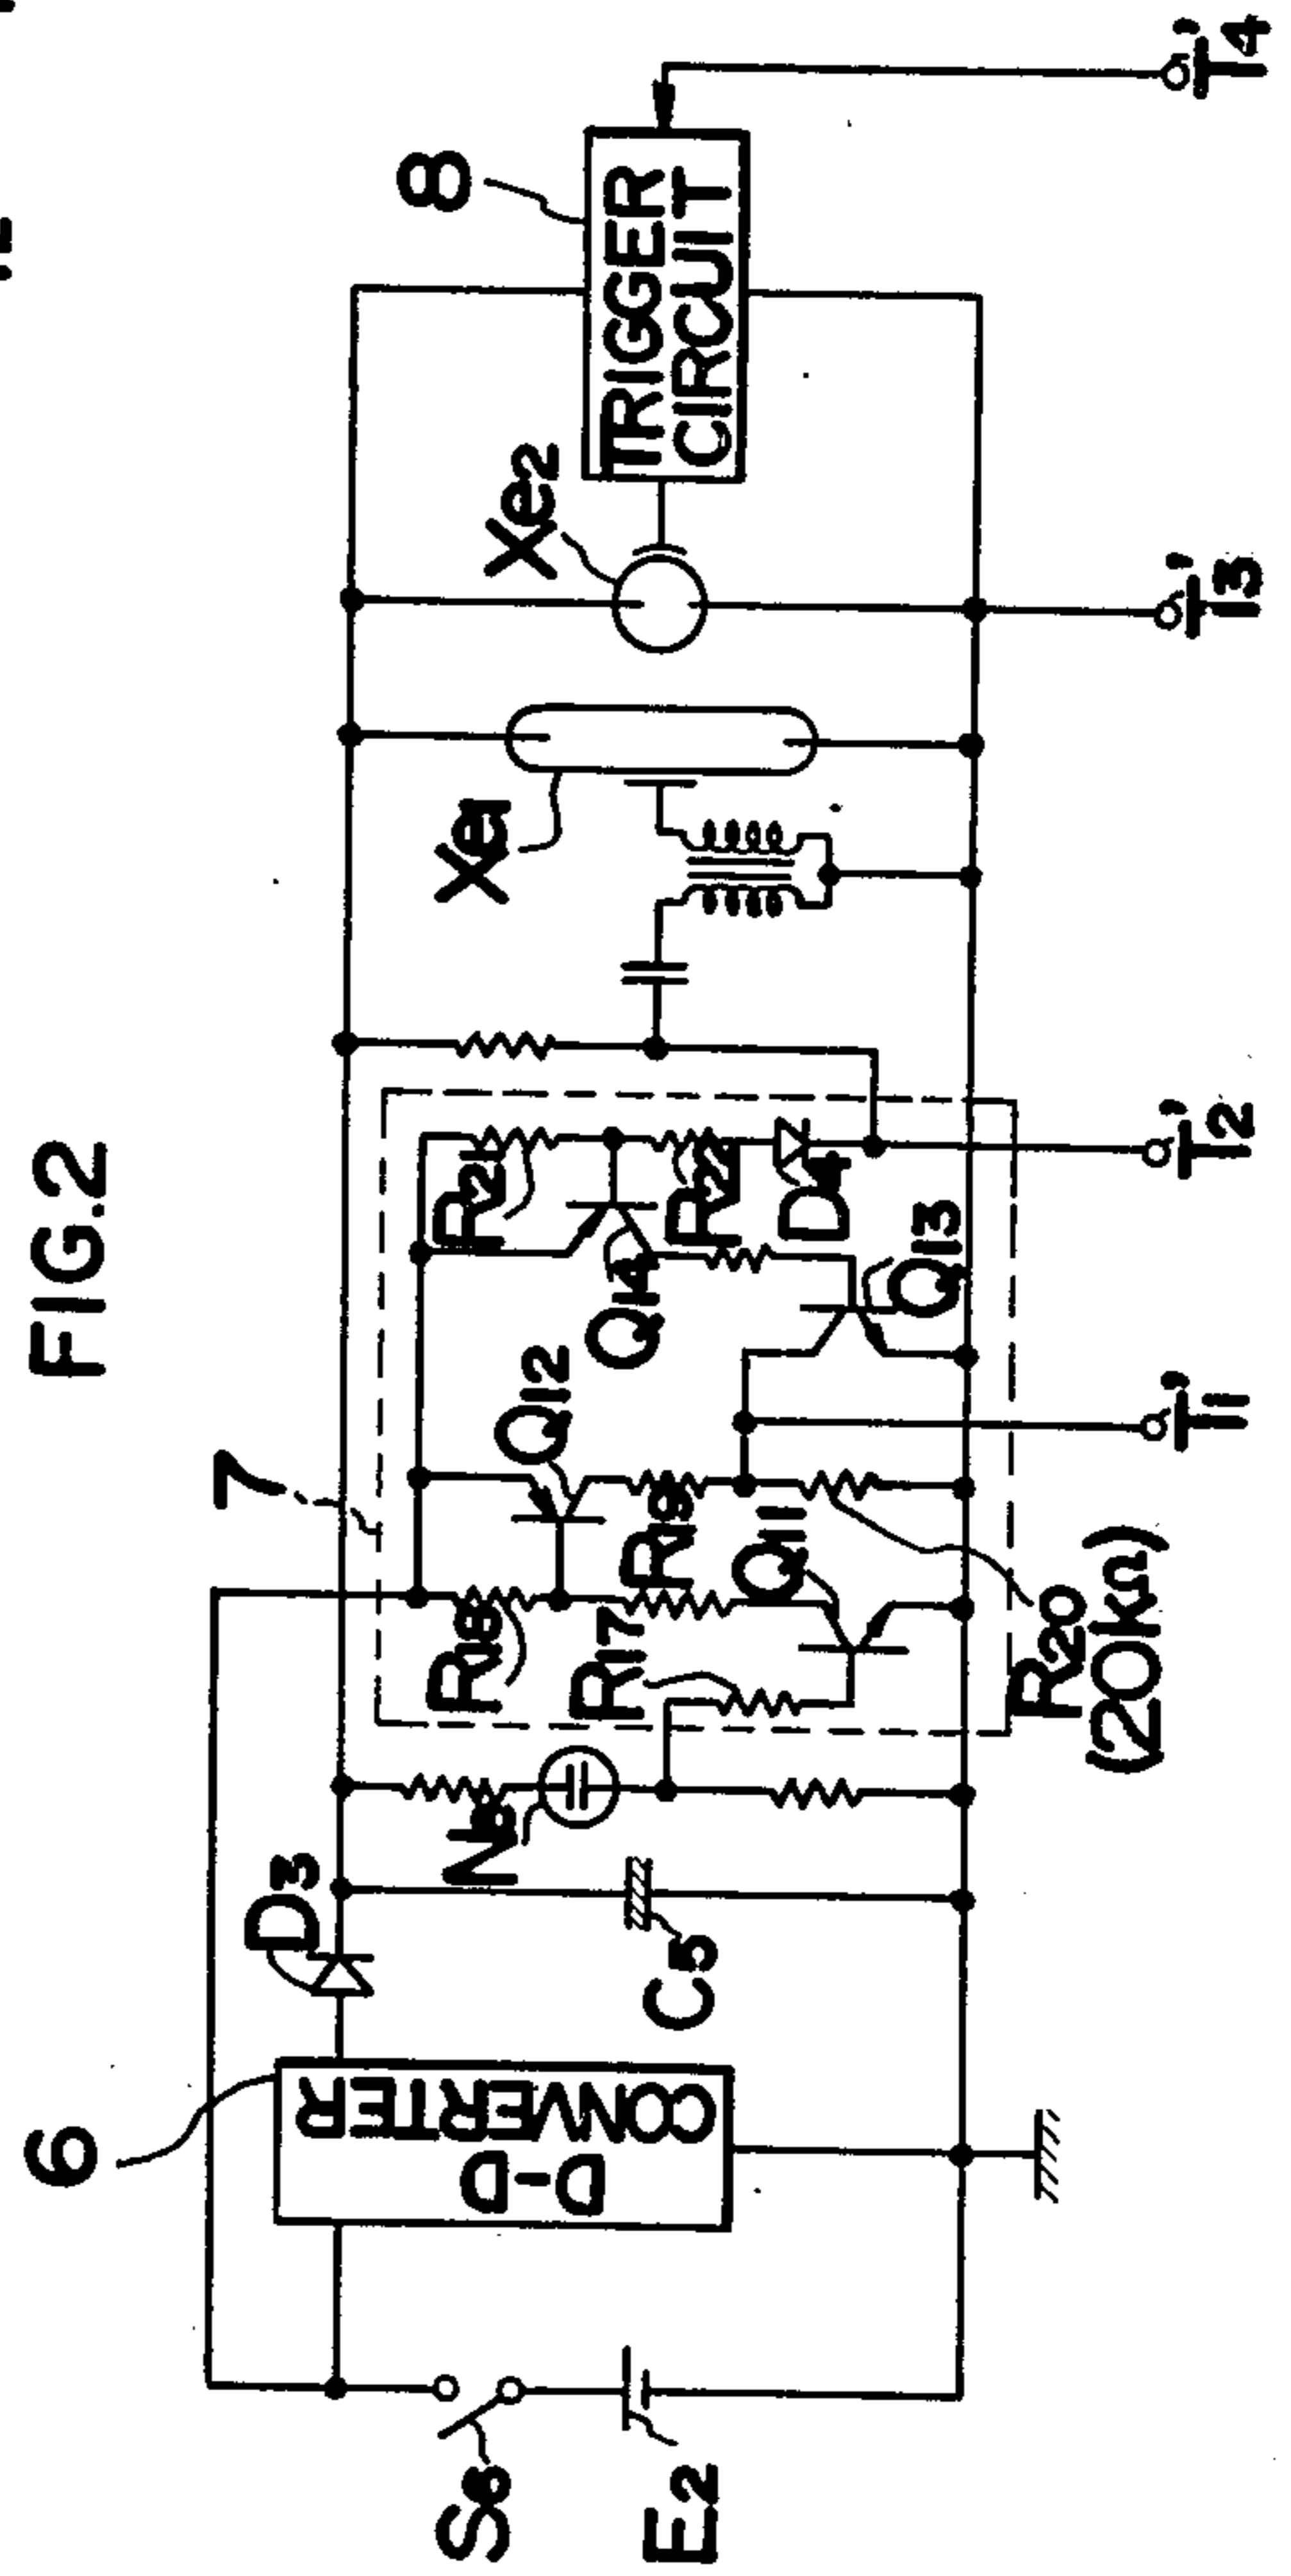 FIG.2
6
D-D
CONVERTER
S6
E2
D3
C5
Ne
7
R18
R17
Q11
Q12
R19
R20
(20kΩ)
Q14
Q13
R21
R22
D4
Xe1
Xe2
8
TRIGGER
CIRCUIT
T1'
T2'
T3'
T4'